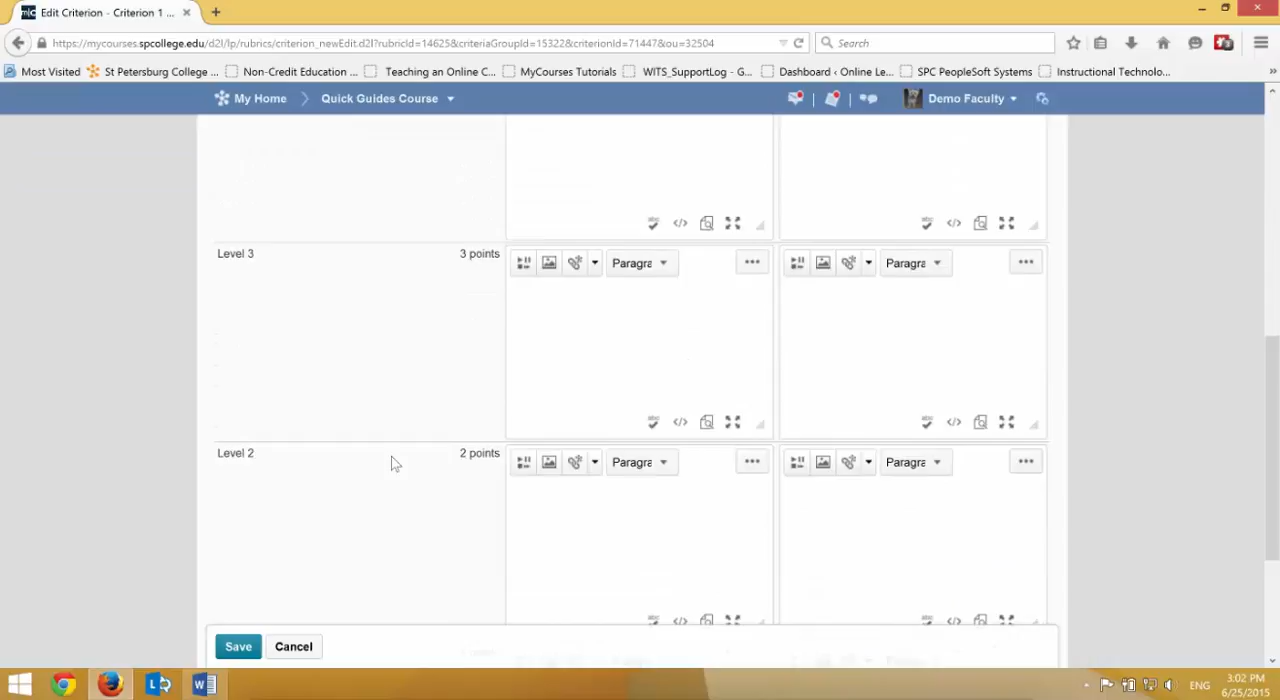 Edit Criterion - Criterion 1 ...
https://mycourses.spcollege.edu/d2l/lp/rubrics/criterion_newEdit.d2l?rubricId=14625&criteriaGroupId=15322&criterionId=71447&ou=32504
Search
Most Visited St Petersburg College ... Non-Credit Education ... Teaching an Online C... MyCourses Tutorials WITS_SupportLog - G... Dashboard ‹ Online Le... SPC PeopleSoft Systems Instructional Technolo...
My Home Quick Guides Course Demo Faculty
Level 3 3 points
Paragra Paragra
Level 2 2 points
Paragra Paragra
Save Cancel
ENG
3:02 PM
6/25/2015